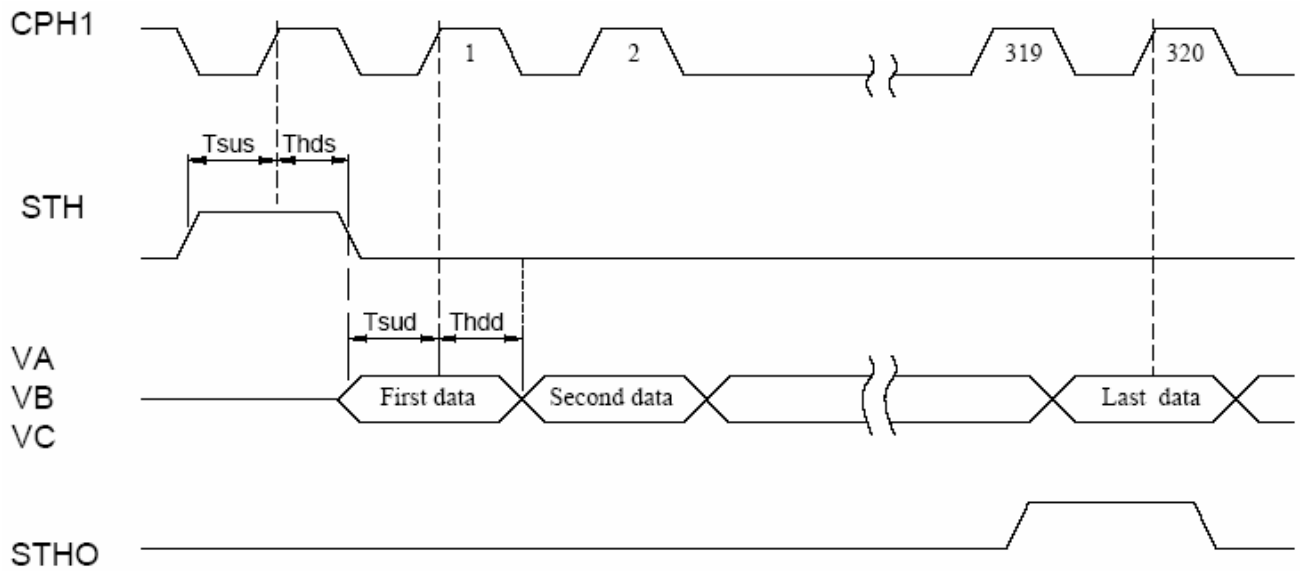 CPH1
1
2
319
320
Tsus
Thds
STH
Tsud
Thdd
VA
VB
VC
First data
Second data
Last data
STHO